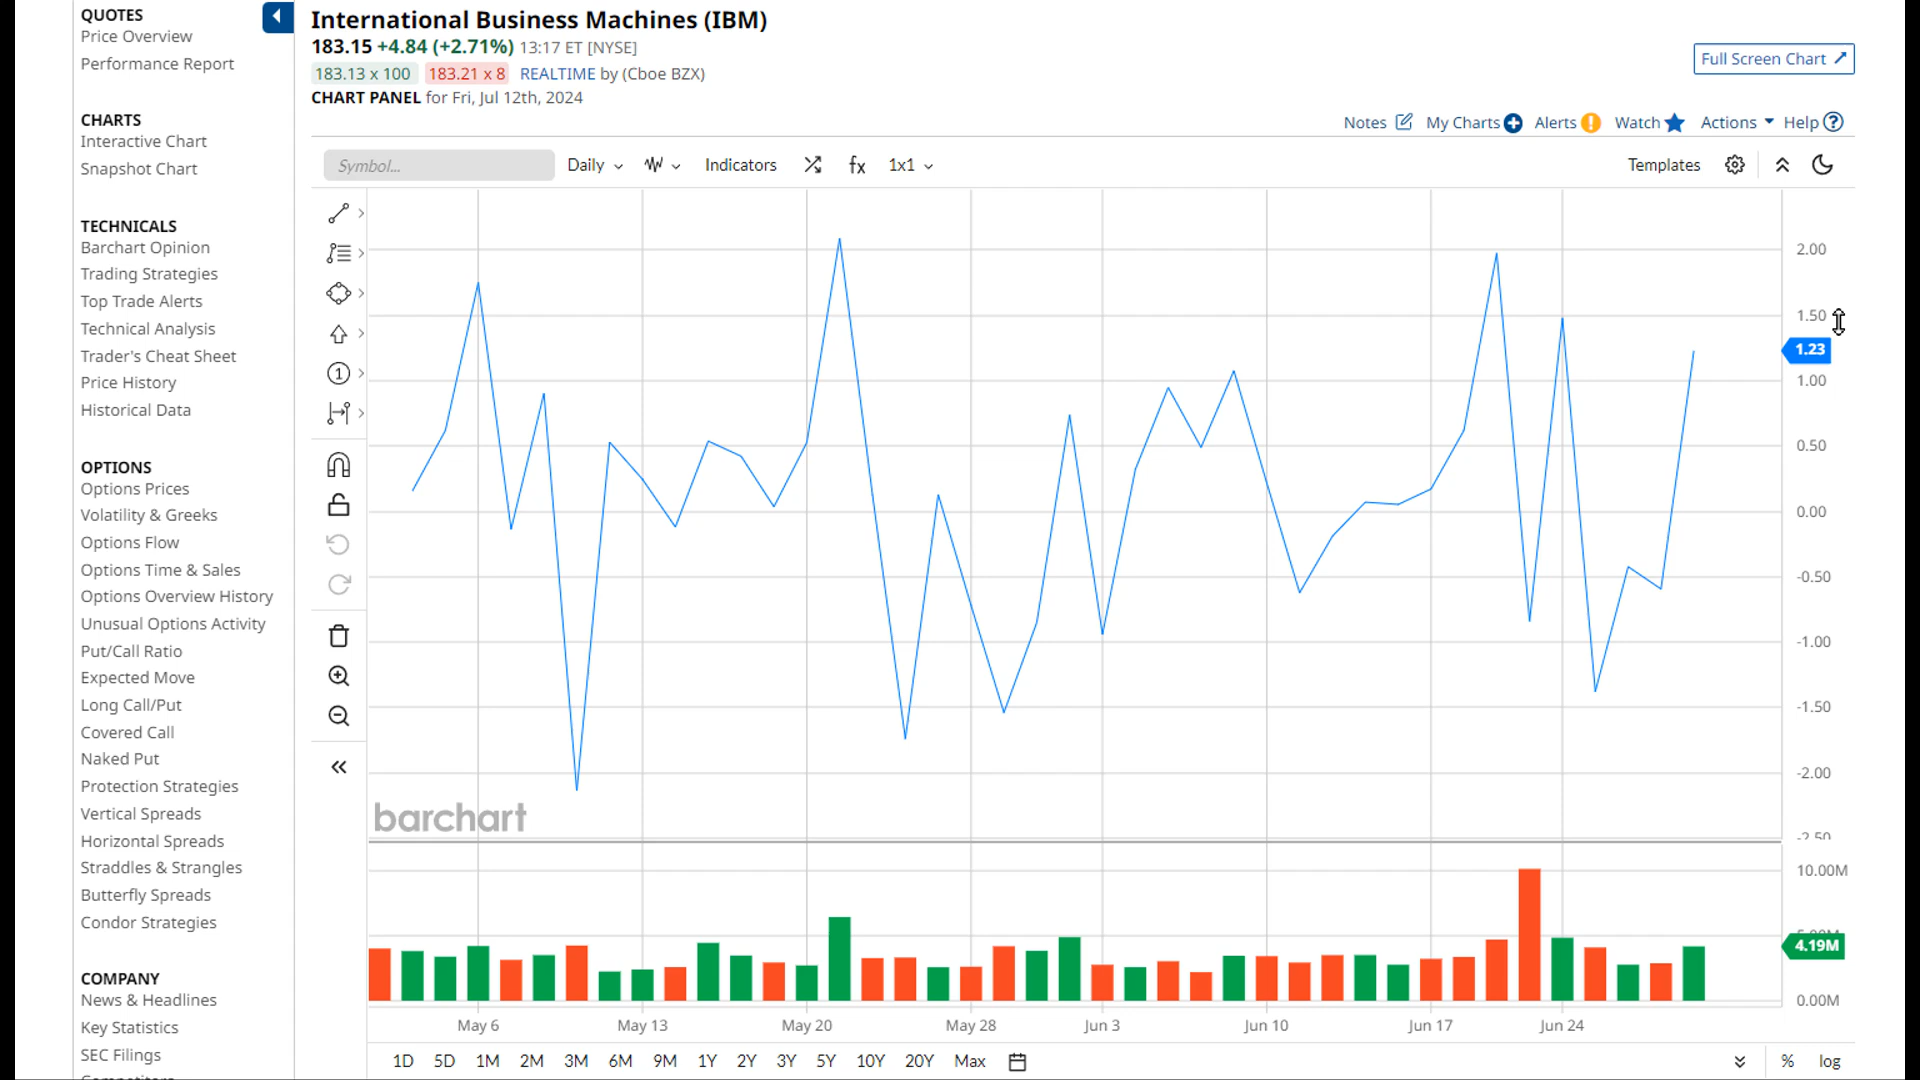 QUOTES
Price Overview
Performance Report
CHARTS
Interactive Chart
Snapshot Chart
TECHNICALS
Barchart Opinion
Trading Strategies
Top Trade Alerts
Technical Analysis
Trader's Cheat Sheet
Price History
Historical Data
OPTIONS
Options Prices
Volatility & Greeks
Options Flow
Options Time & Sales
Options Overview History
Unusual Options Activity
Put/Call Ratio
Expected Move
Long Call/Put
Covered Call
Naked Put
Protection Strategies
Vertical Spreads
Horizontal Spreads
Straddles & Strangles
Butterfly Spreads
Condor Strategies
COMPANY
News & Headlines
Key Statistics
SEC Filings
International Business Machines (IBM)
183.15 +4.84 (+2.71%) 13:17 ET [NYSE]
183.13 x 100 183.21 x 8 REALTIME by (Cboe BZX)
CHART PANEL for Fri, Jul 12th, 2024
Full Screen Chart
Notes My Charts Alerts Watch Actions Help
Symbol... Daily Indicators fx 1x1 Templates
2.00
1.50
1.23
1.00
0.50
0.00
-0.50
-1.00
-1.50
-2.00
-2.50
barchart
10.00M
4.19M
0.00M
May 6 May 13 May 20 May 28 Jun 3 Jun 10 Jun 17 Jun 24
1D 5D 1M 2M 3M 6M 9M 1Y 2Y 3Y 5Y 10Y 20Y Max % log